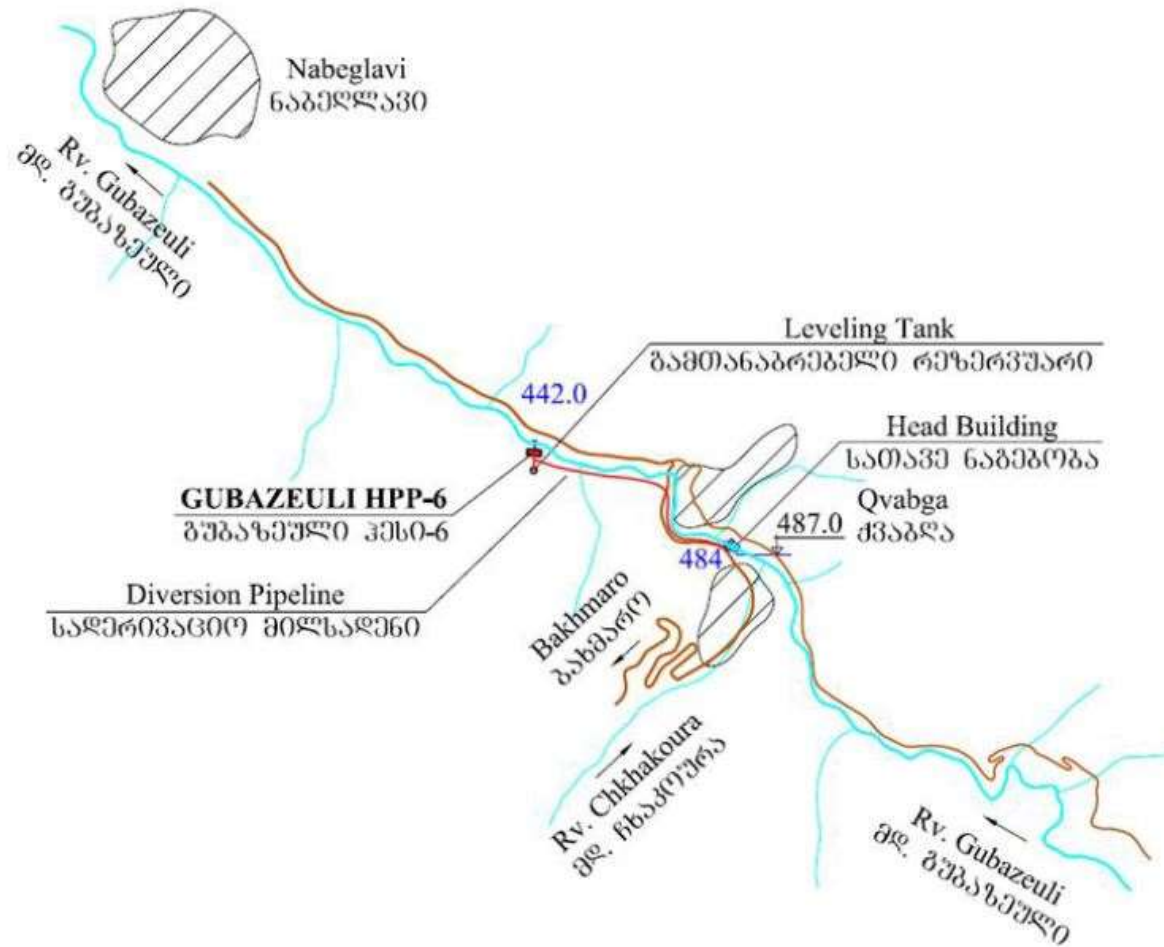 Nabeglavi
ნაბეღლავი
Rv. Gubazeuli
მდ. გუბაზეული
Leveling Tank
გამთანაბრებელი რეზერვუარი
442.0
Head Building
სათავე ნაგებობა
GUBAZEULI HPP-6
გუბაზეული ჰესი-6
487.0
Qvabga
ქვაბღა
484
Diversion Pipeline
სადერივაციო მილსადენი
Bakhmaro
ბახმარო
Rv. Chkhakoura
მდ. ჩხაკოურა
Rv. Gubazeuli
მდ. გუბაზეული